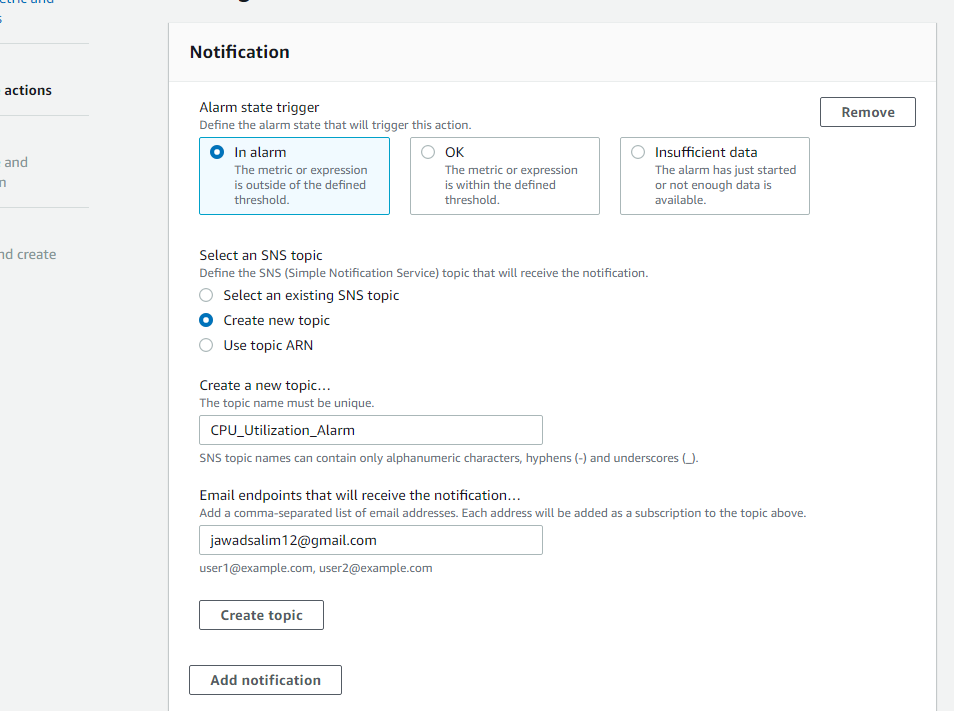 etric and
s
Notification
actions
Alarm state trigger
Define the alarm state that will trigger this action.
Remove
In alarm
The metric or expression
is outside of the defined
threshold.
OK
The metric or expression
is within the defined
threshold.
Insufficient data
The alarm has just started
or not enough data is
available.
and
n
nd create
Select an SNS topic
Define the SNS (Simple Notification Service) topic that will receive the notification.
Select an existing SNS topic
Create new topic
Use topic ARN
Create a new topic…
The topic name must be unique.
CPU_Utilization_Alarm
SNS topic names can contain only alphanumeric characters, hyphens (-) and underscores (_).
Email endpoints that will receive the notification…
Add a comma-separated list of email addresses. Each address will be added as a subscription to the topic above.
jawadsalim12@gmail.com
user1@example.com, user2@example.com
Create topic
Add notification